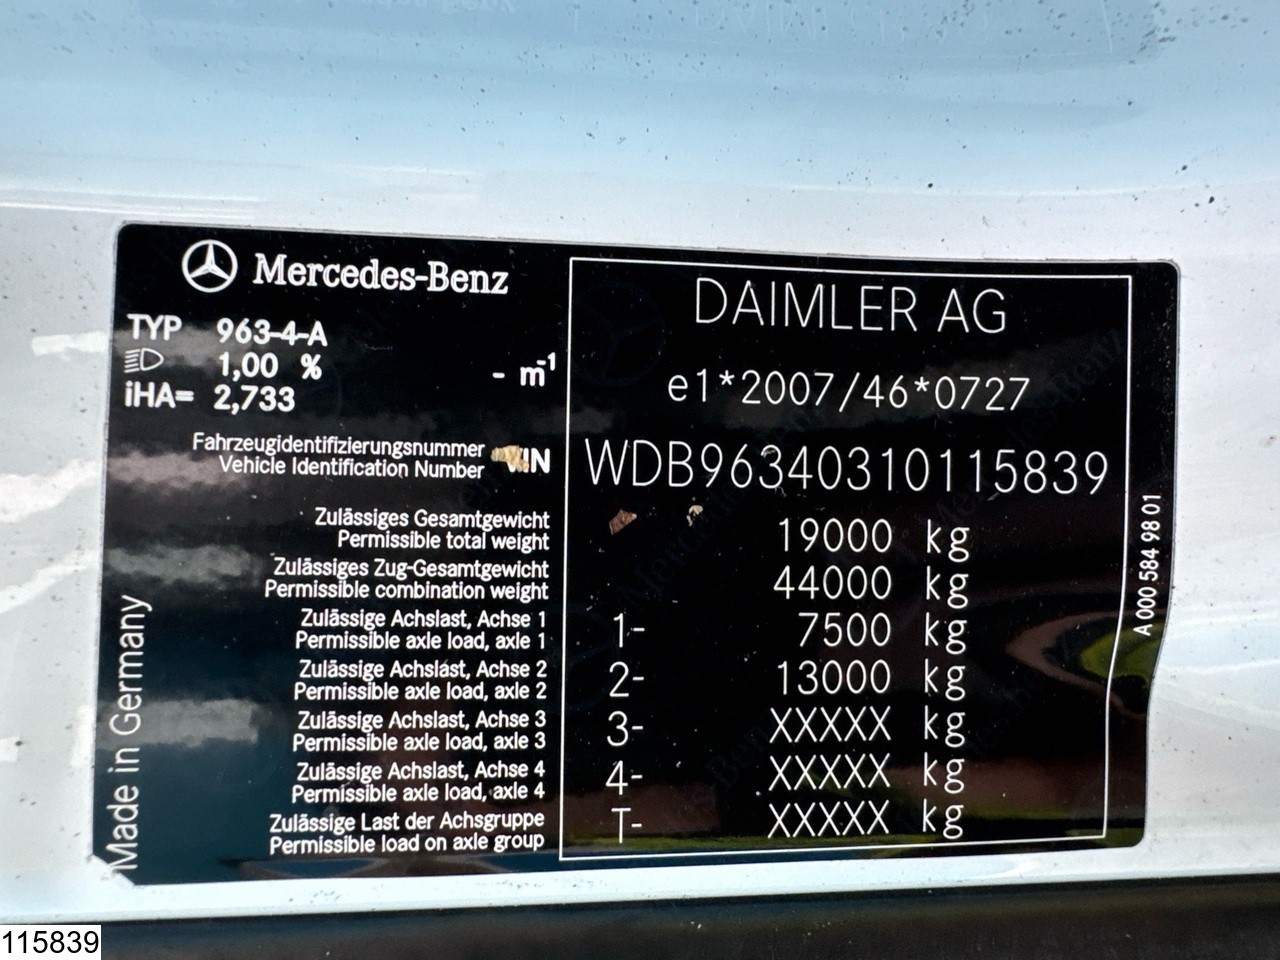 Mercedes-Benz
TYP 963-4-A
1,00 % - m-1
iHA= 2,733
DAIMLER AG
e1*2007/46*0727
Fahrzeugidentifizierungsnummer
Vehicle Identification Number VIN WDB96340310115839
Zulässiges Gesamtgewicht
Permissible total weight 19000 kg
Zulässiges Zug-Gesamtgewicht
Permissible combination weight 44000 kg
Zulässige Achslast, Achse 1
Permissible axle load, axle 1 1- 7500 kg
Zulässige Achslast, Achse 2
Permissible axle load, axle 2 2- 13000 kg
Zulässige Achslast, Achse 3
Permissible axle load, axle 3 3- XXXXX kg
Zulässige Achslast, Achse 4
Permissible axle load, axle 4 4- XXXXX kg
Zulässige Last der Achsgruppe
Permissible load on axle group T- XXXXX kg
Made in Germany
A 000 584 98 01
115839